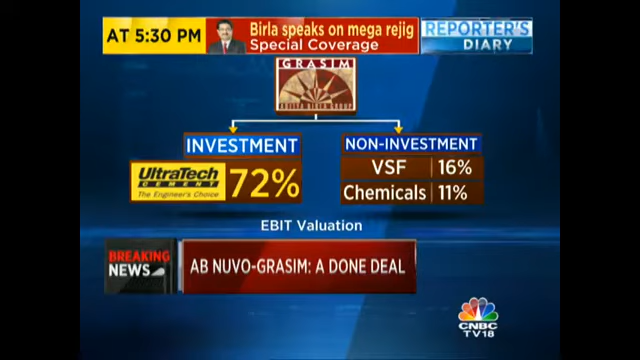 AT 5:30 PM
Birla speaks on mega rejig
Special Coverage
REPORTER'S
DIARY
GRASIM
ADITYA BIRLA GROUP
INVESTMENT
NON-INVESTMENT
UltraTech
CEMENT
The Engineer's Choice
72%
VSF 16%
Chemicals 11%
EBIT Valuation
BREAKING
NEWS
AB NUVO-GRASIM: A DONE DEAL
CNBC
TV18